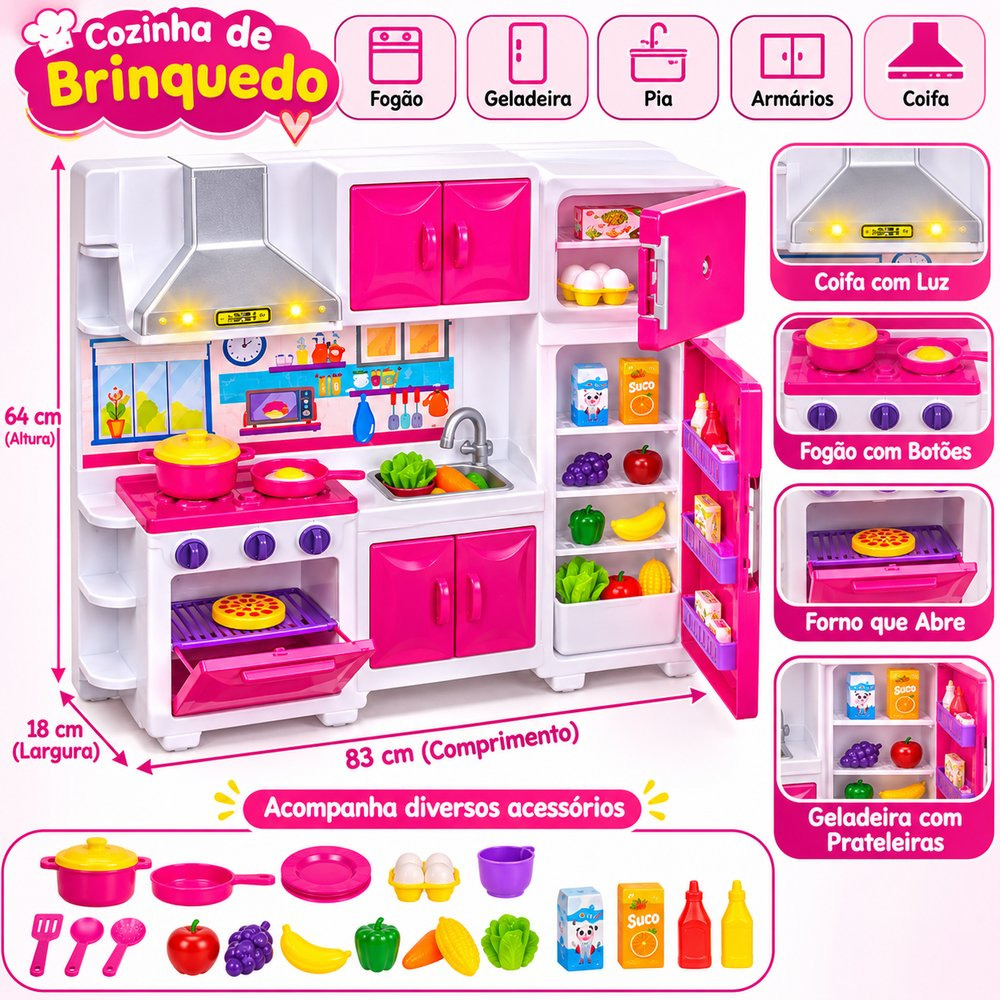 Cozinha de
Brinquedo
Fogão
Geladeira
Pia
Armários
Coifa
64 cm
(Altura)
18 cm
(Largura)
83 cm (Comprimento)
Suco
Coifa com Luz
Fogão com Botões
Forno que Abre
Suco
Geladeira com
Prateleiras
Acompanha diversos acessórios
Suco